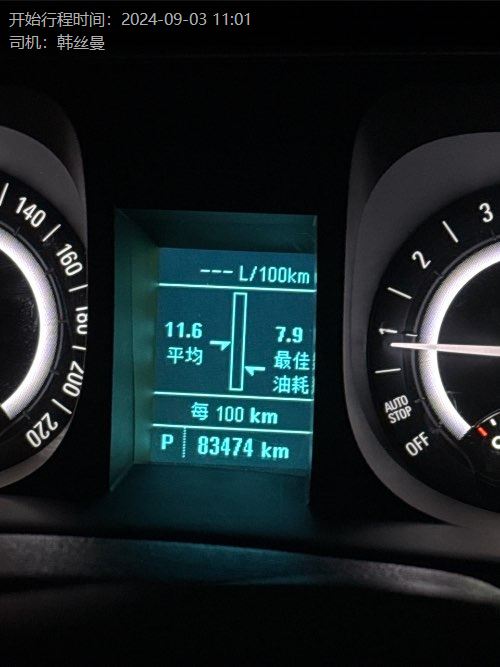 开始行程时间：2024-09-03 11:01
司机：韩丝曼
140
160
180
200
220
--- L/100km
11.6
平均
7.9
最佳
油耗
每 100 km
P 83474 km
3
2
1
AUTO
STOP
OFF